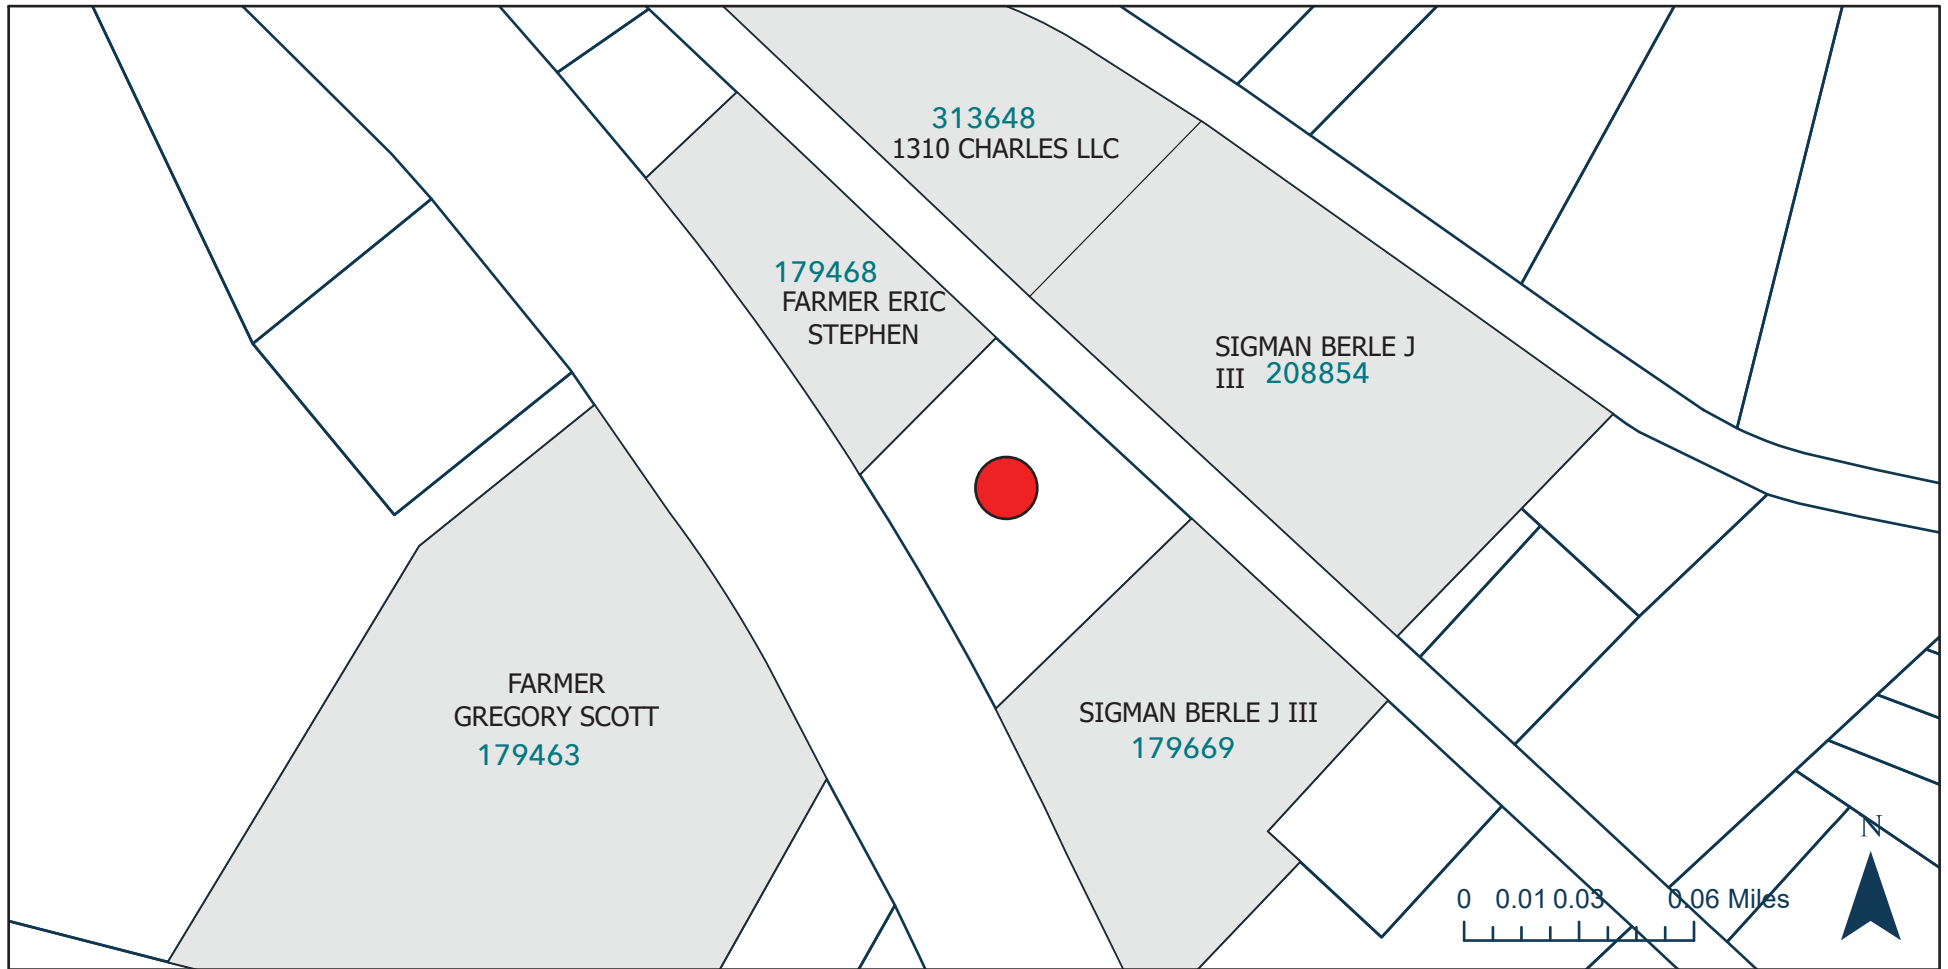 313648
1310 CHARLES LLC
179468
FARMER ERIC
STEPHEN
SIGMAN BERLE J
III 208854
FARMER
GREGORY SCOTT
179463
SIGMAN BERLE J III
179669
N
0 0.01 0.03 0.06 Miles